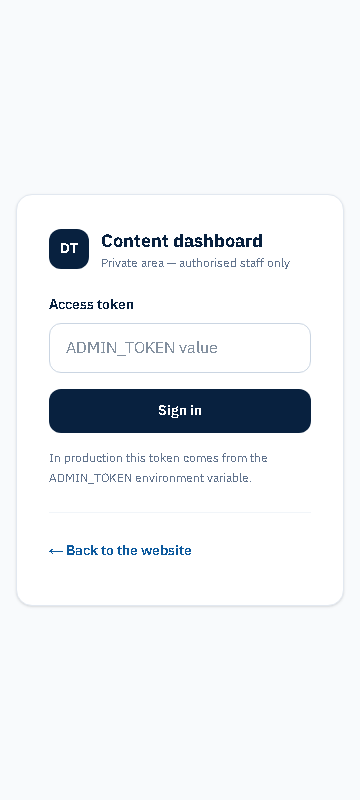 DT
Content dashboard
Private area — authorised staff only
Access token
ADMIN_TOKEN value
Sign in
In production this token comes from the
ADMIN_TOKEN environment variable.
← Back to the website